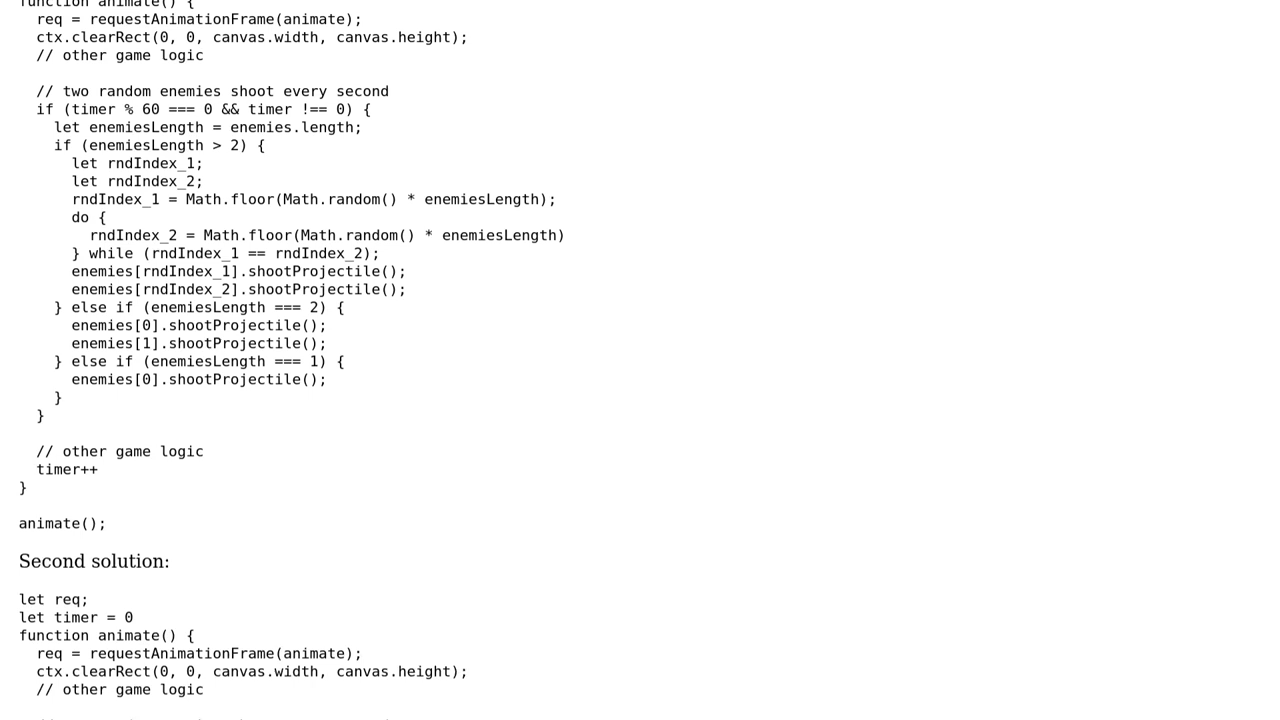 function animate() {
  req = requestAnimationFrame(animate);
  ctx.clearRect(0, 0, canvas.width, canvas.height);
  // other game logic

  // two random enemies shoot every second
  if (timer % 60 === 0 && timer !== 0) {
    let enemiesLength = enemies.length;
    if (enemiesLength > 2) {
      let rndIndex_1;
      let rndIndex_2;
      rndIndex_1 = Math.floor(Math.random() * enemiesLength);
      do {
        rndIndex_2 = Math.floor(Math.random() * enemiesLength)
      } while (rndIndex_1 == rndIndex_2);
      enemies[rndIndex_1].shootProjectile();
      enemies[rndIndex_2].shootProjectile();
    } else if (enemiesLength === 2) {
      enemies[0].shootProjectile();
      enemies[1].shootProjectile();
    } else if (enemiesLength === 1) {
      enemies[0].shootProjectile();
    }
  }

  // other game logic
  timer++
}

animate();
Second solution:
let req;
let timer = 0
function animate() {
  req = requestAnimationFrame(animate);
  ctx.clearRect(0, 0, canvas.width, canvas.height);
  // other game logic